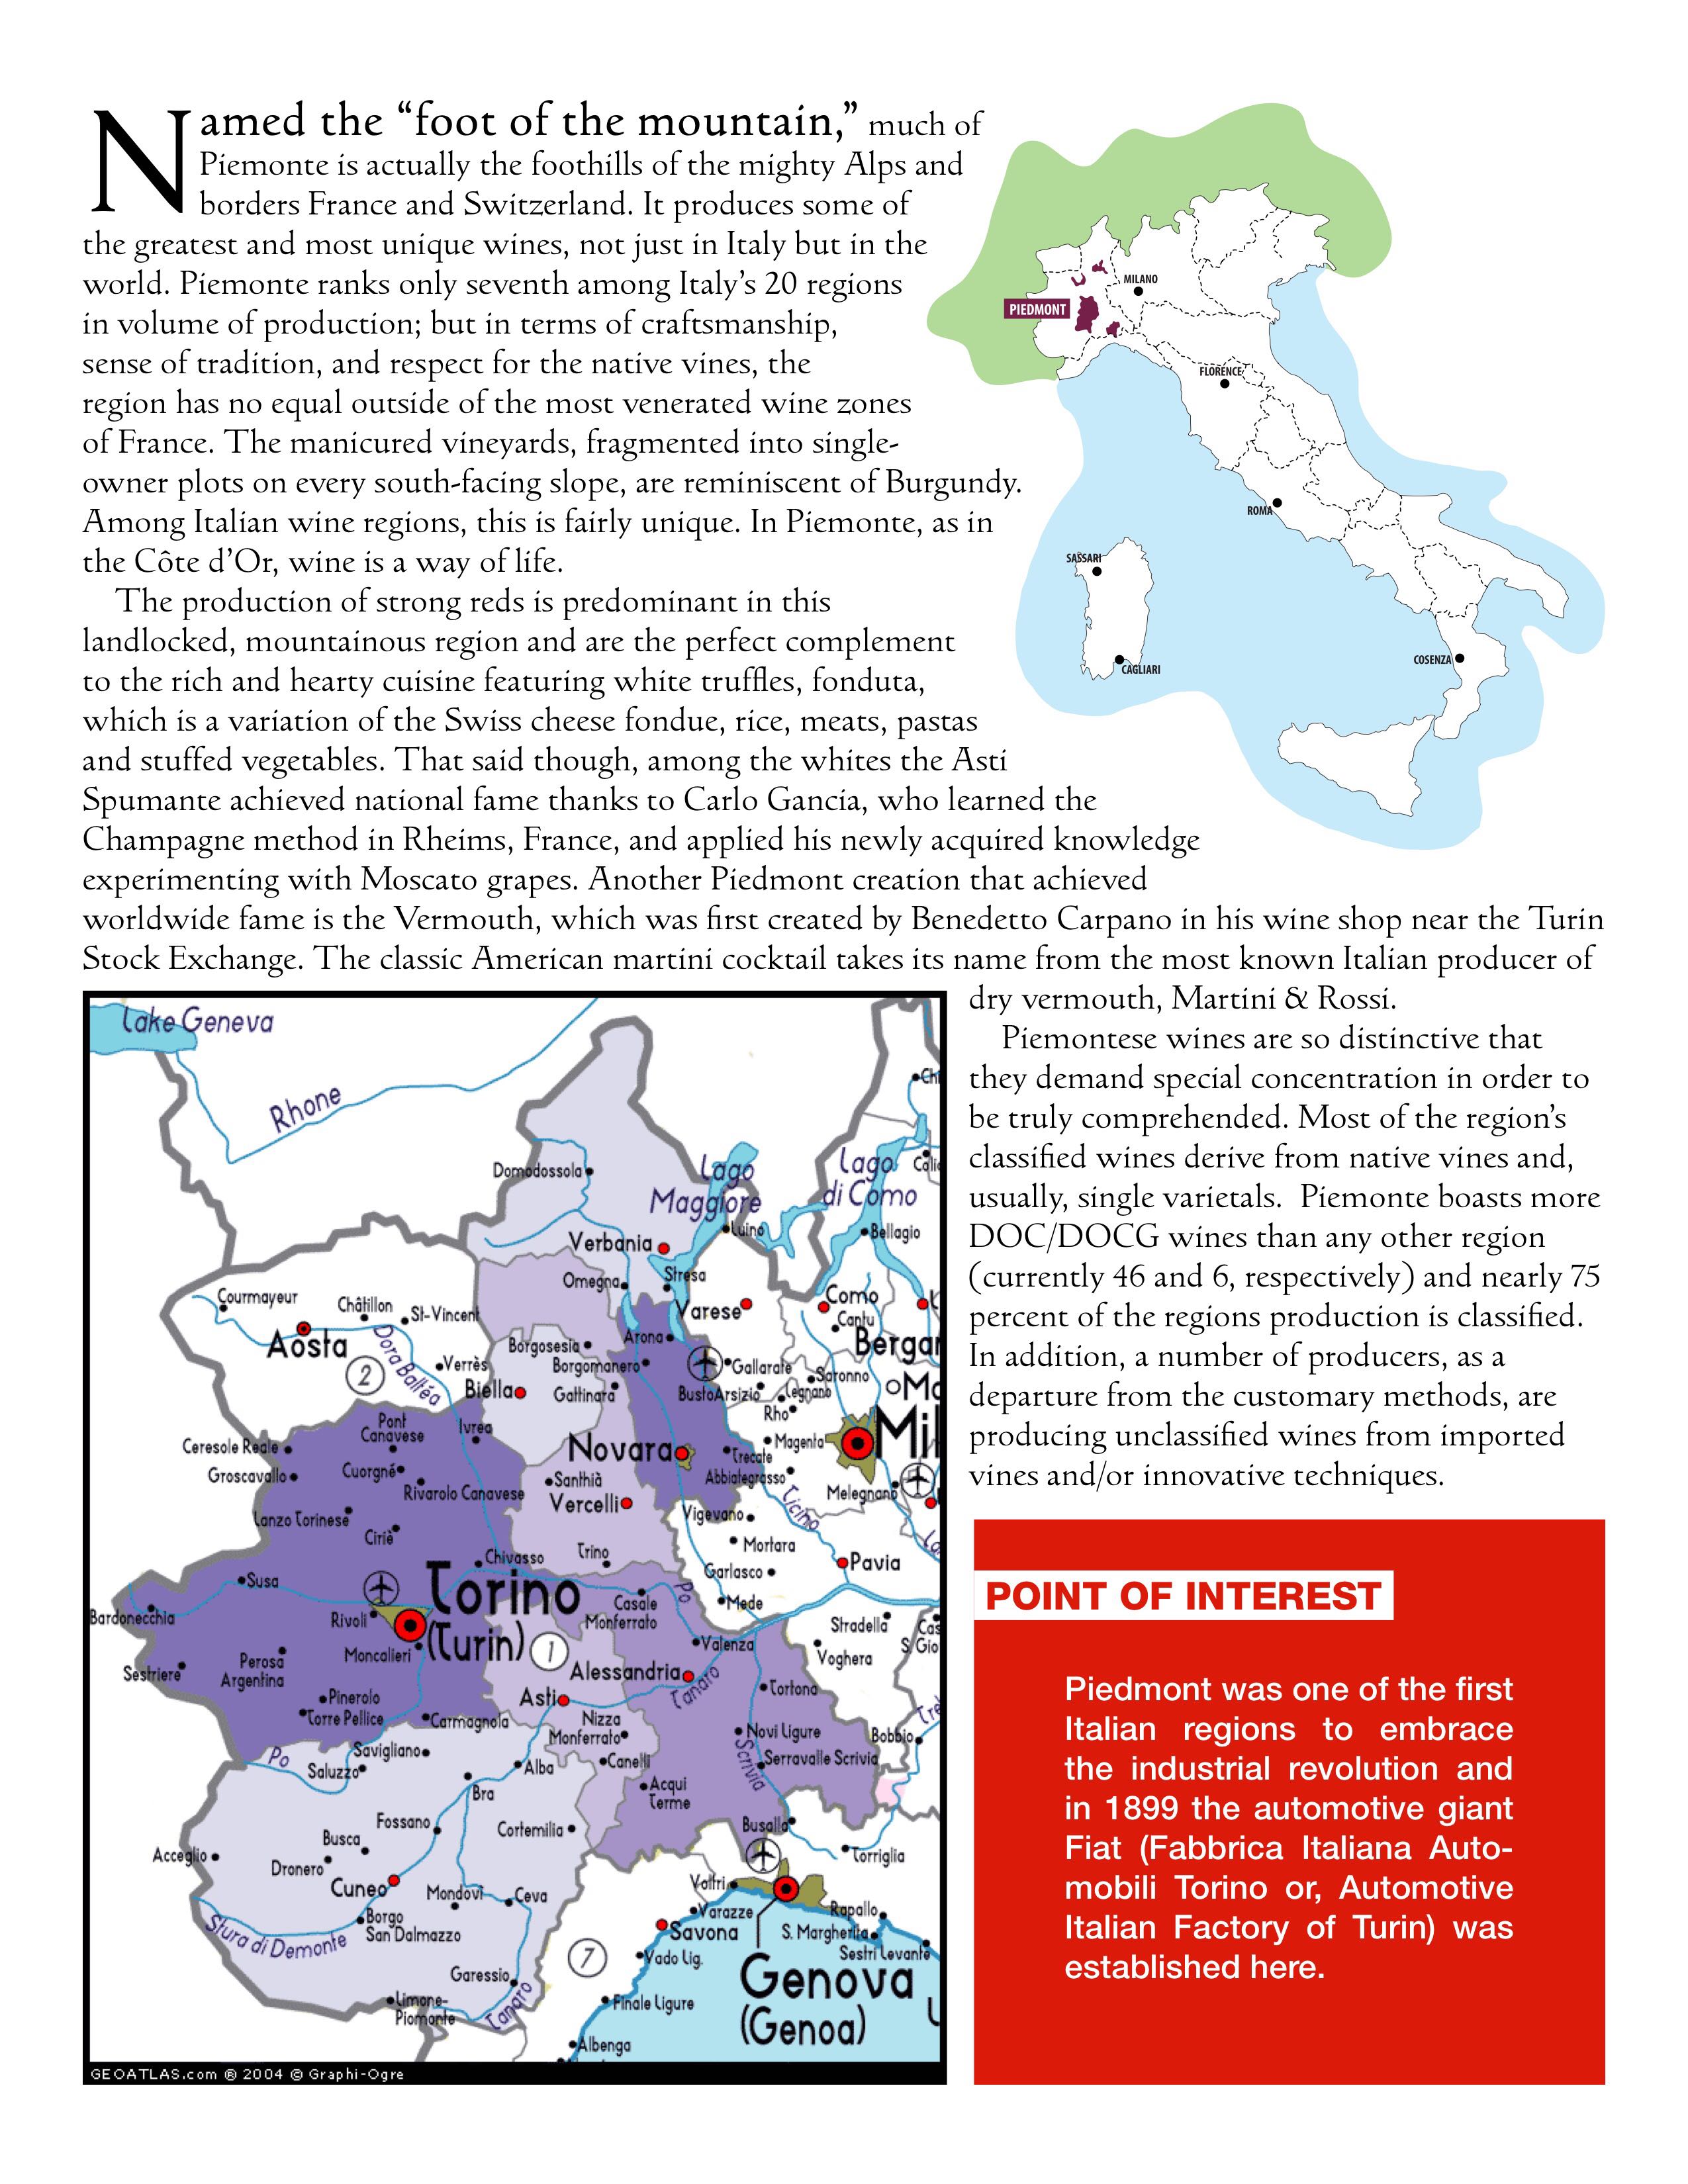 Named the “foot of the mountain,” much of
Piemonte is actually the foothills of the mighty Alps and
borders France and Switzerland. It produces some of
the greatest and most unique wines, not just in Italy but in the
world. Piemonte ranks only seventh among Italy’s 20 regions
in volume of production; but in terms of craftsmanship,
sense of tradition, and respect for the native vines, the
region has no equal outside of the most venerated wine zones
of France. The manicured vineyards, fragmented into single-
owner plots on every south-facing slope, are reminiscent of Burgundy.
Among Italian wine regions, this is fairly unique. In Piemonte, as in
the Côte d’Or, wine is a way of life.
The production of strong reds is predominant in this
landlocked, mountainous region and are the perfect complement
to the rich and hearty cuisine featuring white truffles, fonduta,
which is a variation of the Swiss cheese fondue, rice, meats, pastas
and stuffed vegetables. That said though, among the whites the Asti
Spumante achieved national fame thanks to Carlo Gancia, who learned the
Champagne method in Rheims, France, and applied his newly acquired knowledge
experimenting with Moscato grapes. Another Piedmont creation that achieved
worldwide fame is the Vermouth, which was first created by Benedetto Carpano in his wine shop near the Turin
Stock Exchange. The classic American martini cocktail takes its name from the most known Italian producer of
dry vermouth, Martini & Rossi.
Piemontese wines are so distinctive that
they demand special concentration in order to
be truly comprehended. Most of the region’s
classified wines derive from native vines and,
usually, single varietals. Piemonte boasts more
DOC/DOCG wines than any other region
(currently 46 and 6, respectively) and nearly 75
percent of the regions production is classified.
In addition, a number of producers, as a
departure from the customary methods, are
producing unclassified wines from imported
vines and/or innovative techniques.
PIEDMONT
MILANO
FLORENCE
ROMA
SASSARI
CAGLIARI
COSENZA
Lake Geneva
Rhone
Domodossola
Lago
Maggiore
Lago
di Como
Luino
Bellagio
Verbania
Omegna
Stresa
Varese
Como
Cantu
Courmayeur
Châtillon
St-Vincent
Aosta
2
Dora Baltéa
Verrès
Biella
Borgosesia
Borgomanero
Gattinara
Arona
Gallarate
Saronno
BustoArsizio
Legnano
Rho
Pont
Canavese
Ivrea
Ceresole Reale
Groscavallo
Cuorgné
Rivarolo Canavese
Novara
Santhià
Vercelli
Trecate
Magenta
Abbiategrasso
Melegnano
Lanzo Torinese
Ciriè
Vigevano
Ticino
Mortara
Chivasso
Trino
Garlasco
Pavia
Susa
Torino
(Turin)
Casale
Monferrato
Po
Mede
Bardonecchia
Rivoli
Moncalieri
1
Valenza
Stradella
Voghera
Sestriere
Perosa
Argentina
Alessandria
Tanaro
Tortona
Asti
Pinerolo
Torre Pellice
Carmagnola
Nizza
Monferrato
Novi Ligure
Bobbio
Po
Savigliano
Saluzzo
Alba
Canelli
Scrivia
Serravalle Scrivia
Bra
Acqui
Terme
Fossano
Cortemilia
Busalla
Busca
Acceglio
Dronero
Torriglia
Cuneo
Mondovi
Ceva
Voltri
Varazze
Rapallo
Borgo
San Dalmazzo
Stura di Demonte
Savona
S. Margherita
Sestri Levante
7
Vado Lig.
Garessio
Genova
(Genoa)
Limone-
Piomonte
Tanaro
Finale Ligure
Albenga
GEOATLAS.com ® 2004 © Graphi-Ogre
POINT OF INTEREST
Piedmont was one of the first
Italian regions to embrace
the industrial revolution and
in 1899 the automotive giant
Fiat (Fabbrica Italiana Auto-
mobili Torino or, Automotive
Italian Factory of Turin) was
established here.